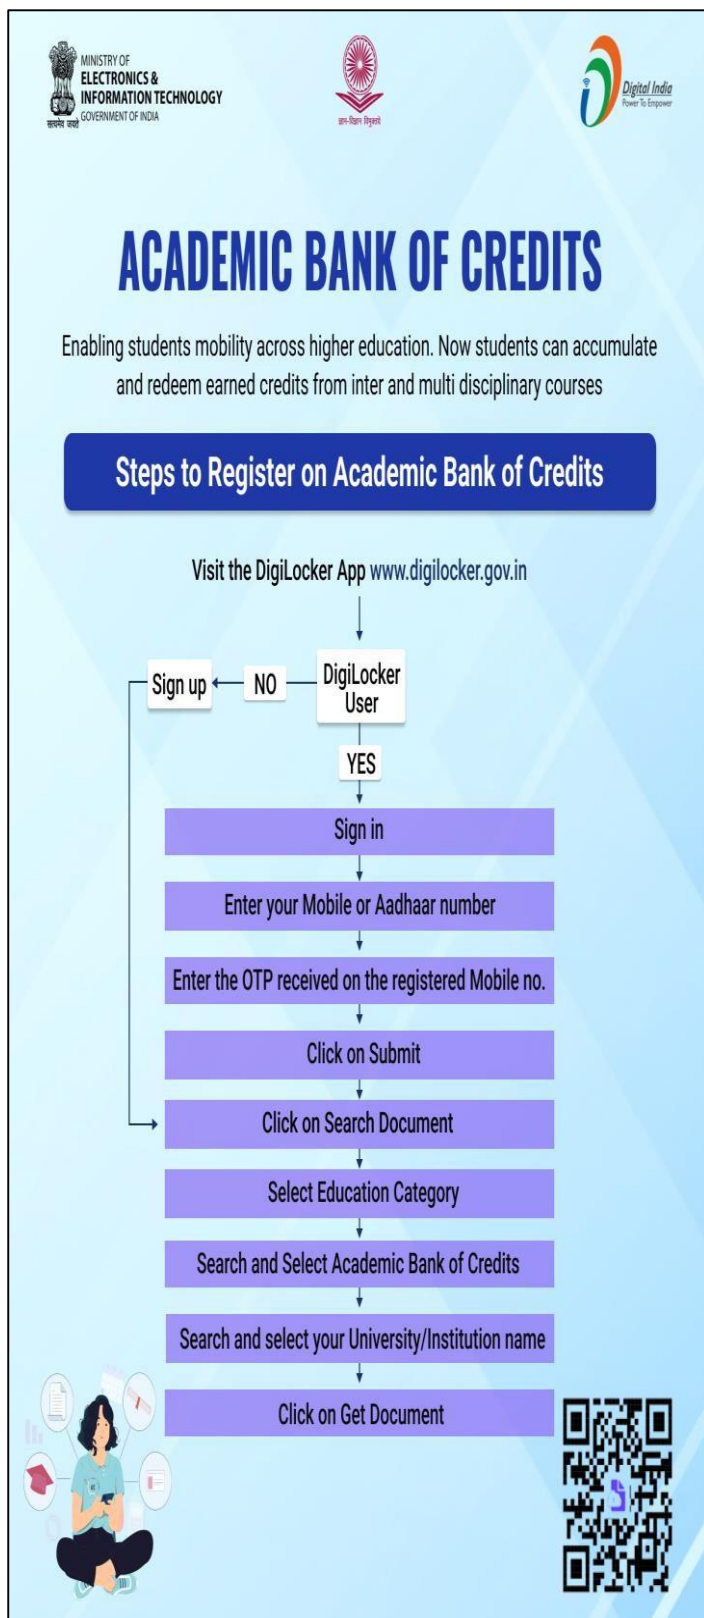 MINISTRY OF
ELECTRONICS &
INFORMATION TECHNOLOGY
GOVERNMENT OF INDIA
सत्यमेव जयते
ज्ञान-विज्ञान विमुक्तये
Digital India
Power To Empower
ACADEMIC BANK OF CREDITS
Enabling students mobility across higher education. Now students can accumulate
and redeem earned credits from inter and multi disciplinary courses
Steps to Register on Academic Bank of Credits
Visit the DigiLocker App www.digilocker.gov.in
Sign up
NO
DigiLocker
User
YES
Sign in
Enter your Mobile or Aadhaar number
Enter the OTP received on the registered Mobile no.
Click on Submit
Click on Search Document
Select Education Category
Search and Select Academic Bank of Credits
Search and select your University/Institution name
Click on Get Document